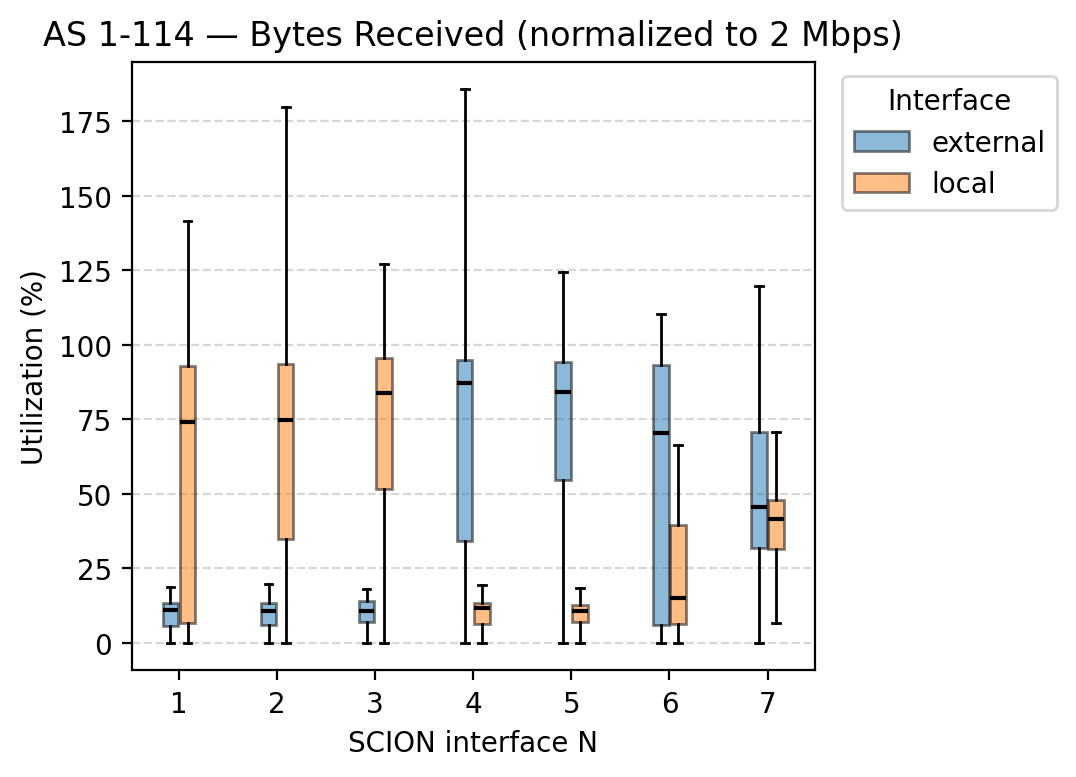 AS 1-114 — Bytes Received (normalized to 2 Mbps)
Interface
external
local
Utilization (%)
175
150
125
100
75
50
25
0
1 2 3 4 5 6 7
SCION interface N